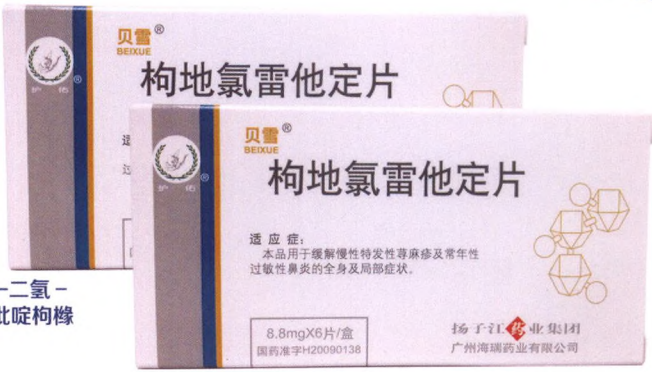 贝雪®
BEIXUE
枸地氯雷他定片
护佑
®
贝雪®
BEIXUE
枸地氯雷他定片
护佑
®
适应症：
本品用于缓解慢性特发性荨麻疹及常年性
过敏性鼻炎的全身及局部症状。
8.8mgX6片/盒
国药准字H20090138
扬子江药业集团
广州海瑞药业有限公司
适
过
-二氢-
吡啶枸橼